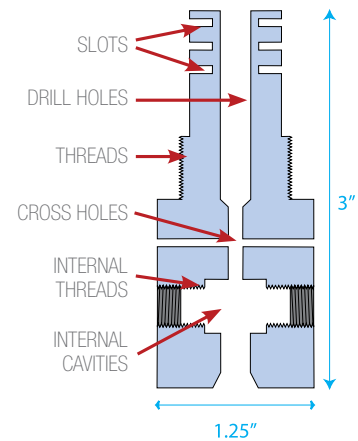 SLOTS
DRILL HOLES
THREADS
3”
CROSS HOLES
INTERNAL
THREADS
INTERNAL
CAVITIES
1.25”